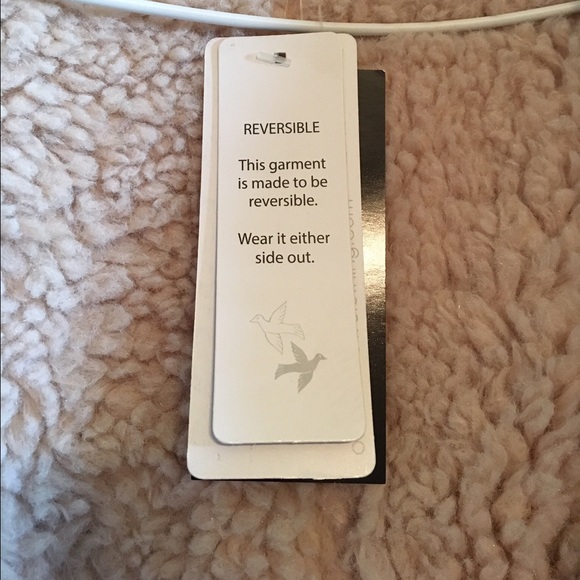 REVERSIBLE
This garment
is made to be
reversible.
Wear it either
side out.